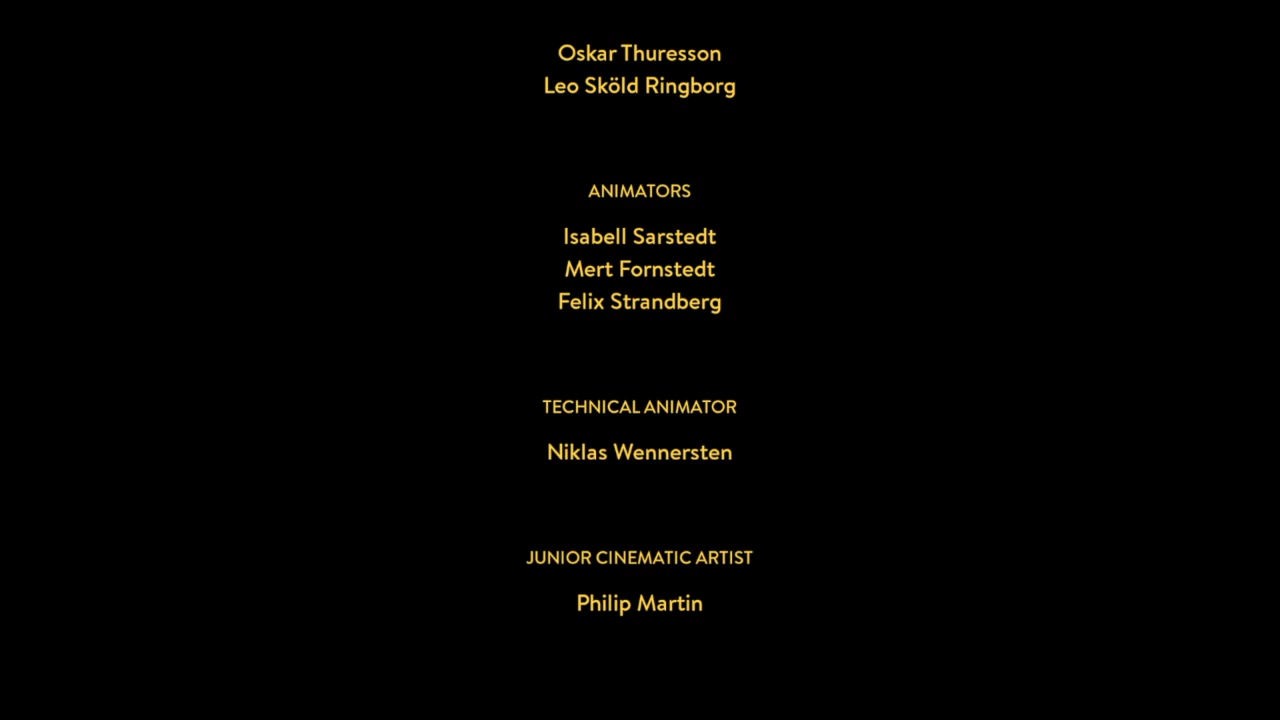 Oskar Thuresson
Leo Sköld Ringborg
ANIMATORS
Isabell Sarstedt
Mert Fornstedt
Felix Strandberg
TECHNICAL ANIMATOR
Niklas Wennersten
JUNIOR CINEMATIC ARTIST
Philip Martin